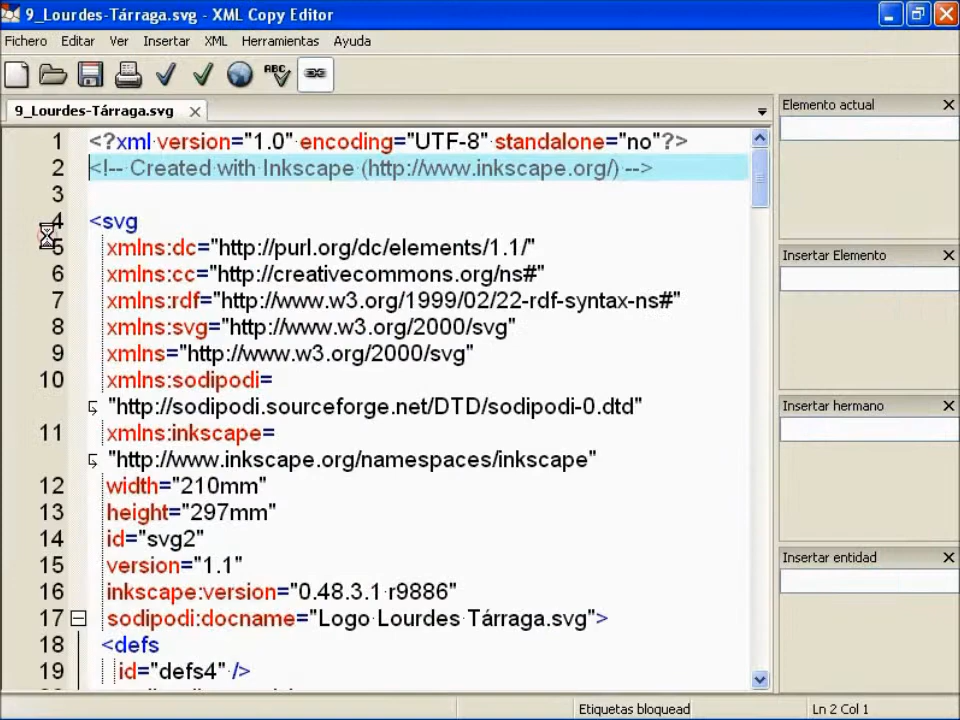 9_Lourdes-Tárraga.svg - XML Copy Editor
Fichero Editar Ver Insertar XML Herramientas Ayuda
ABC
9_Lourdes-Tárraga.svg
1 <?xml version="1.0" encoding="UTF-8" standalone="no"?>
2 <!-- Created with Inkscape (http://www.inkscape.org/) -->
3
4 <svg
5 xmlns:dc="http://purl.org/dc/elements/1.1/"
6 xmlns:cc="http://creativecommons.org/ns#"
7 xmlns:rdf="http://www.w3.org/1999/02/22-rdf-syntax-ns#"
8 xmlns:svg="http://www.w3.org/2000/svg"
9 xmlns="http://www.w3.org/2000/svg"
10 xmlns:sodipodi=
"http://sodipodi.sourceforge.net/DTD/sodipodi-0.dtd"
11 xmlns:inkscape=
"http://www.inkscape.org/namespaces/inkscape"
12 width="210mm"
13 height="297mm"
14 id="svg2"
15 version="1.1"
16 inkscape:version="0.48.3.1 r9886"
17 sodipodi:docname="Logo Lourdes Tárraga.svg">
18 <defs
19 id="defs4" />
Elemento actual
Insertar Elemento
Insertar hermano
Insertar entidad
Etiquetas bloquead
Ln 2 Col 1